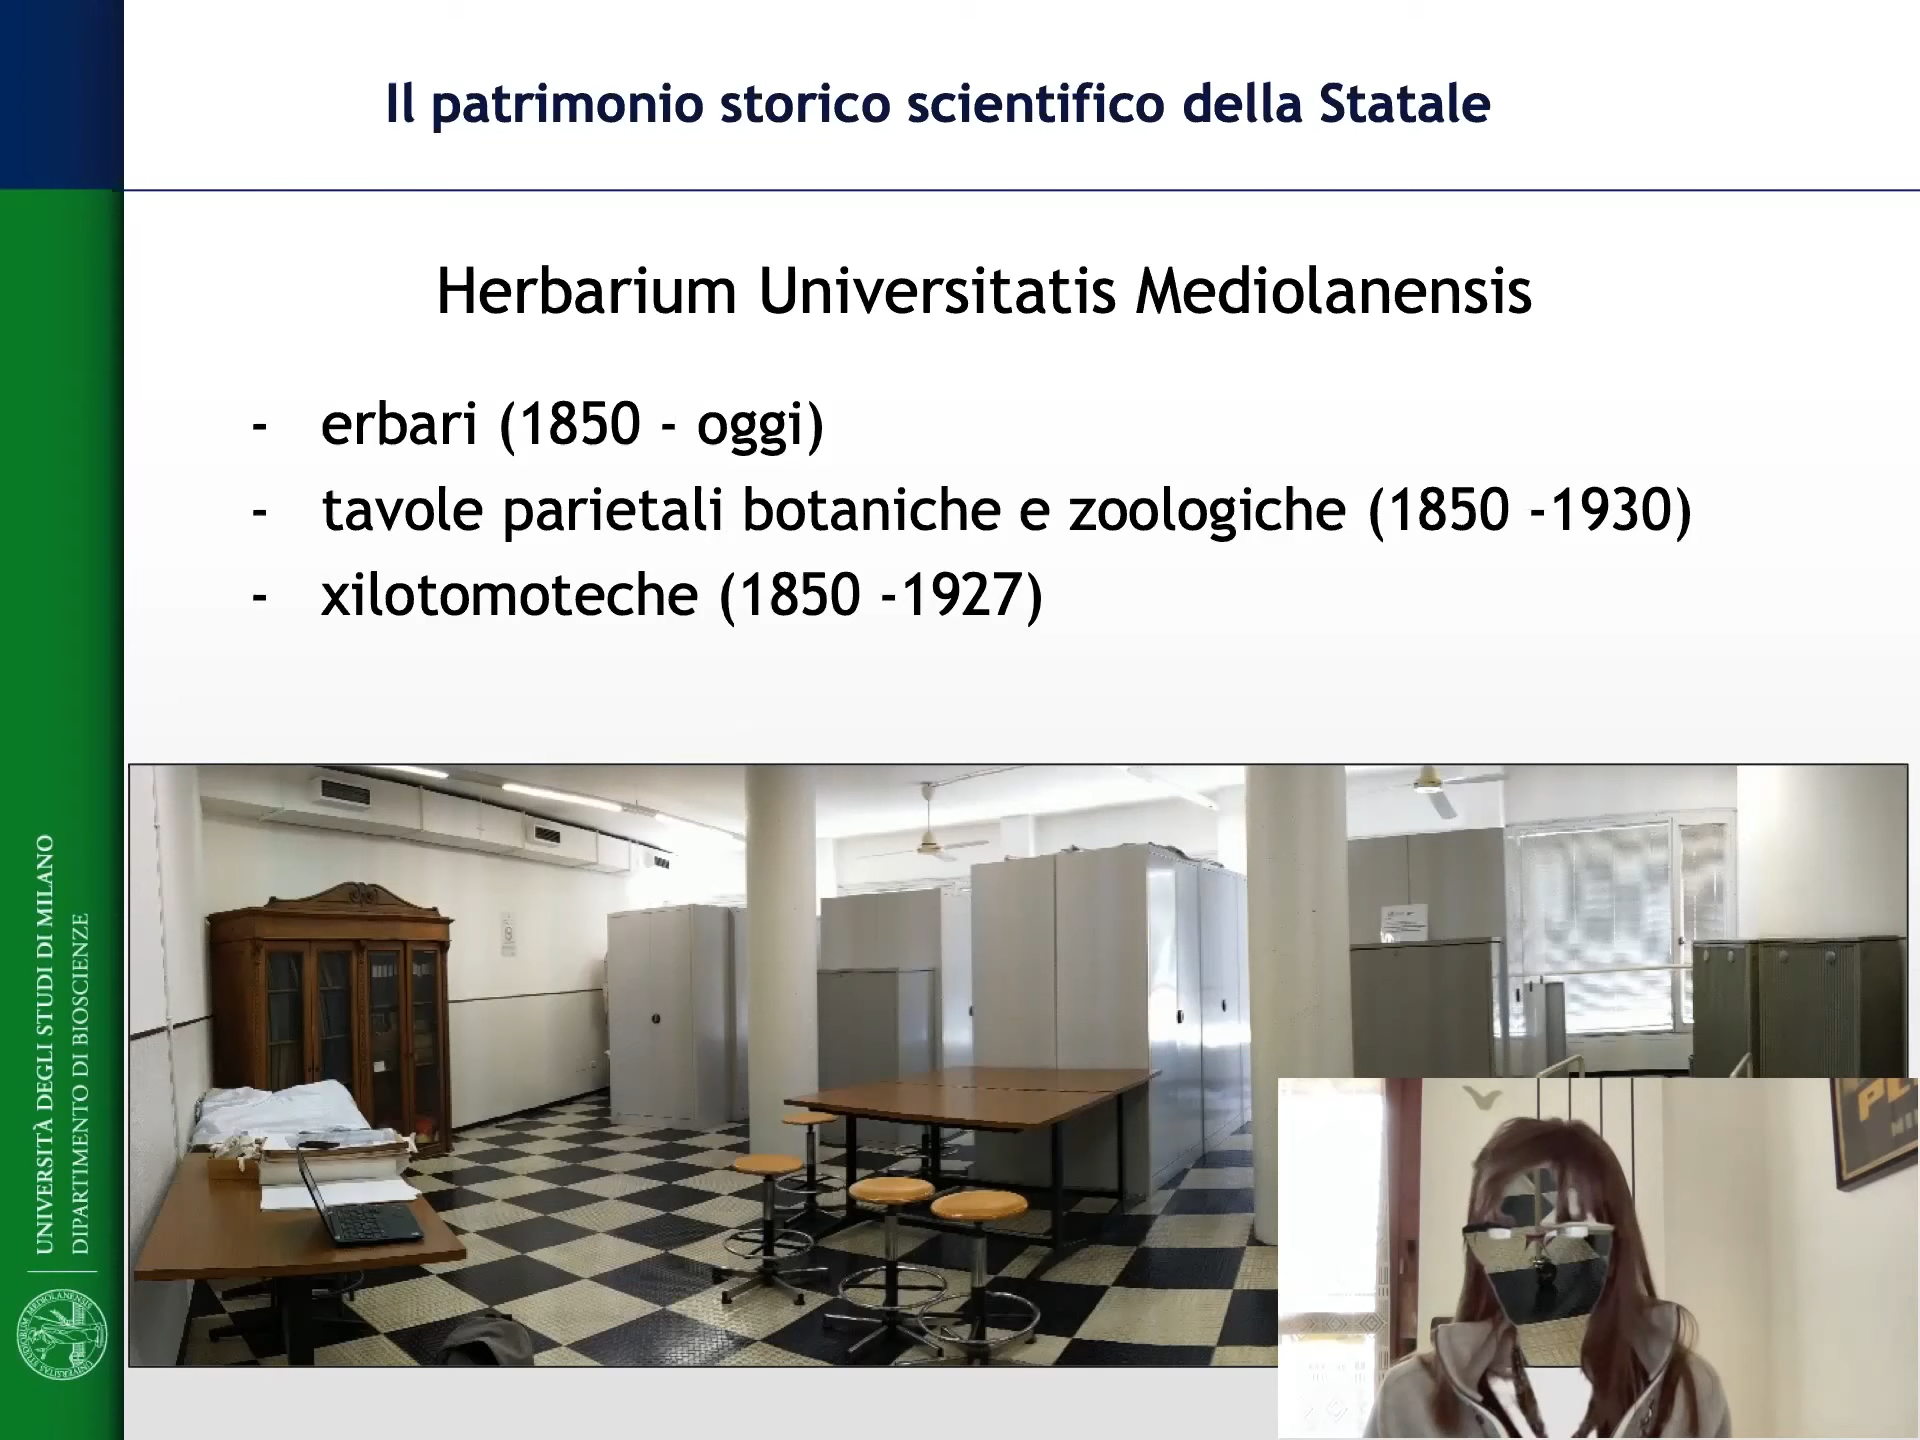 Il patrimonio storico scientifico della Statale
Herbarium Universitatis Mediolanensis
- erbari (1850 - oggi)
- tavole parietali botaniche e zoologiche (1850 -1930)
- xilotomoteche (1850 -1927)
UNIVERSITÀ DEGLI STUDI DI MILANO
DIPARTIMENTO DI BIOSCIENZE